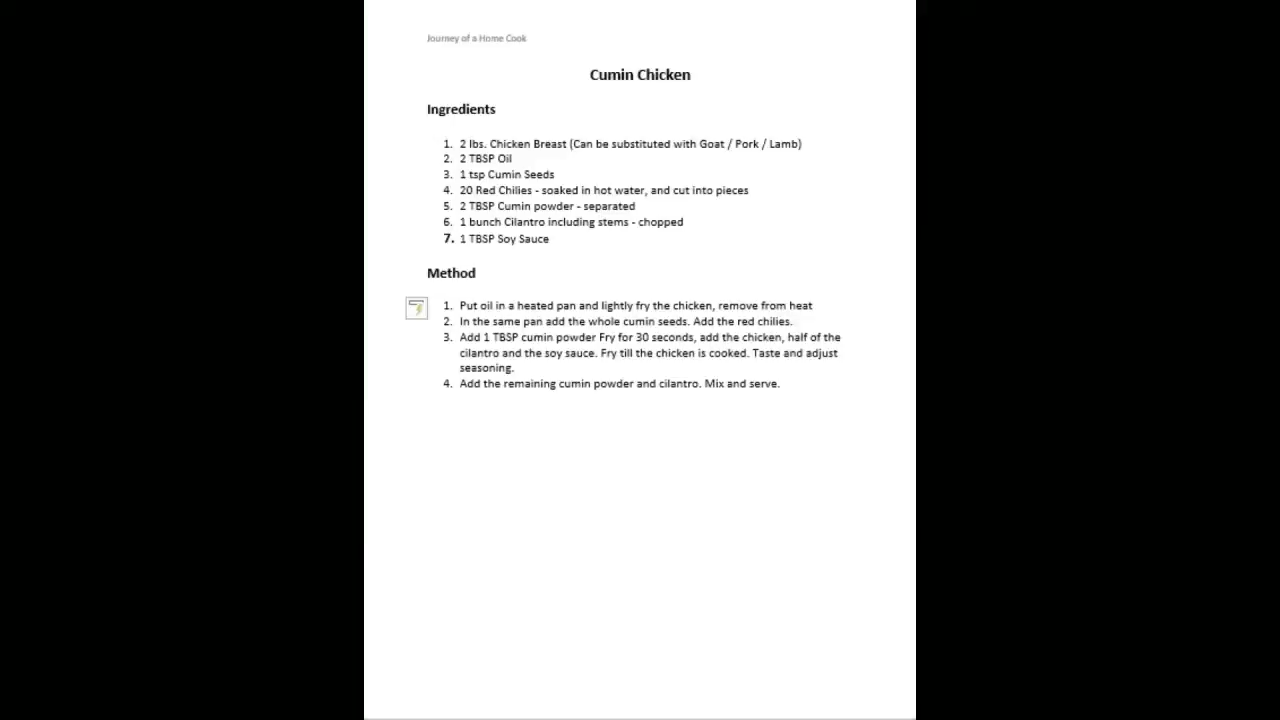 Journey of a Home Cook
Cumin Chicken
Ingredients
1. 2 lbs. Chicken Breast (Can be substituted with Goat / Pork / Lamb)
2. 2 TBSP Oil
3. 1 tsp Cumin Seeds
4. 20 Red Chilies - soaked in hot water, and cut into pieces
5. 2 TBSP Cumin powder - separated
6. 1 bunch Cilantro including stems - chopped
7. 1 TBSP Soy Sauce
Method
1. Put oil in a heated pan and lightly fry the chicken, remove from heat
2. In the same pan add the whole cumin seeds. Add the red chilies.
3. Add 1 TBSP cumin powder Fry for 30 seconds, add the chicken, half of the
cilantro and the soy sauce. Fry till the chicken is cooked. Taste and adjust
seasoning.
4. Add the remaining cumin powder and cilantro. Mix and serve.